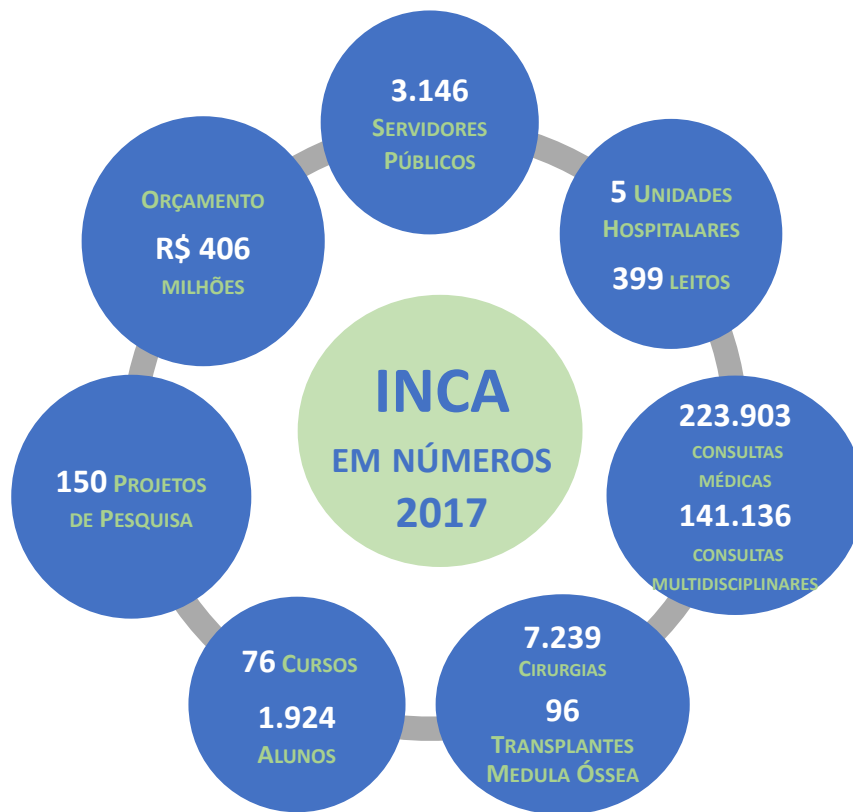 3.146
Servidores
Públicos
5 Unidades
Hospitalares
399 leitos
223.903
consultas
médicas
141.136
consultas
multidisciplinares
7.239
Cirurgias
96
Transplantes
Medula Óssea
76 Cursos
1.924
Alunos
150 Projetos
de Pesquisa
Orçamento
R$ 406
milhões
INCA
em números
2017